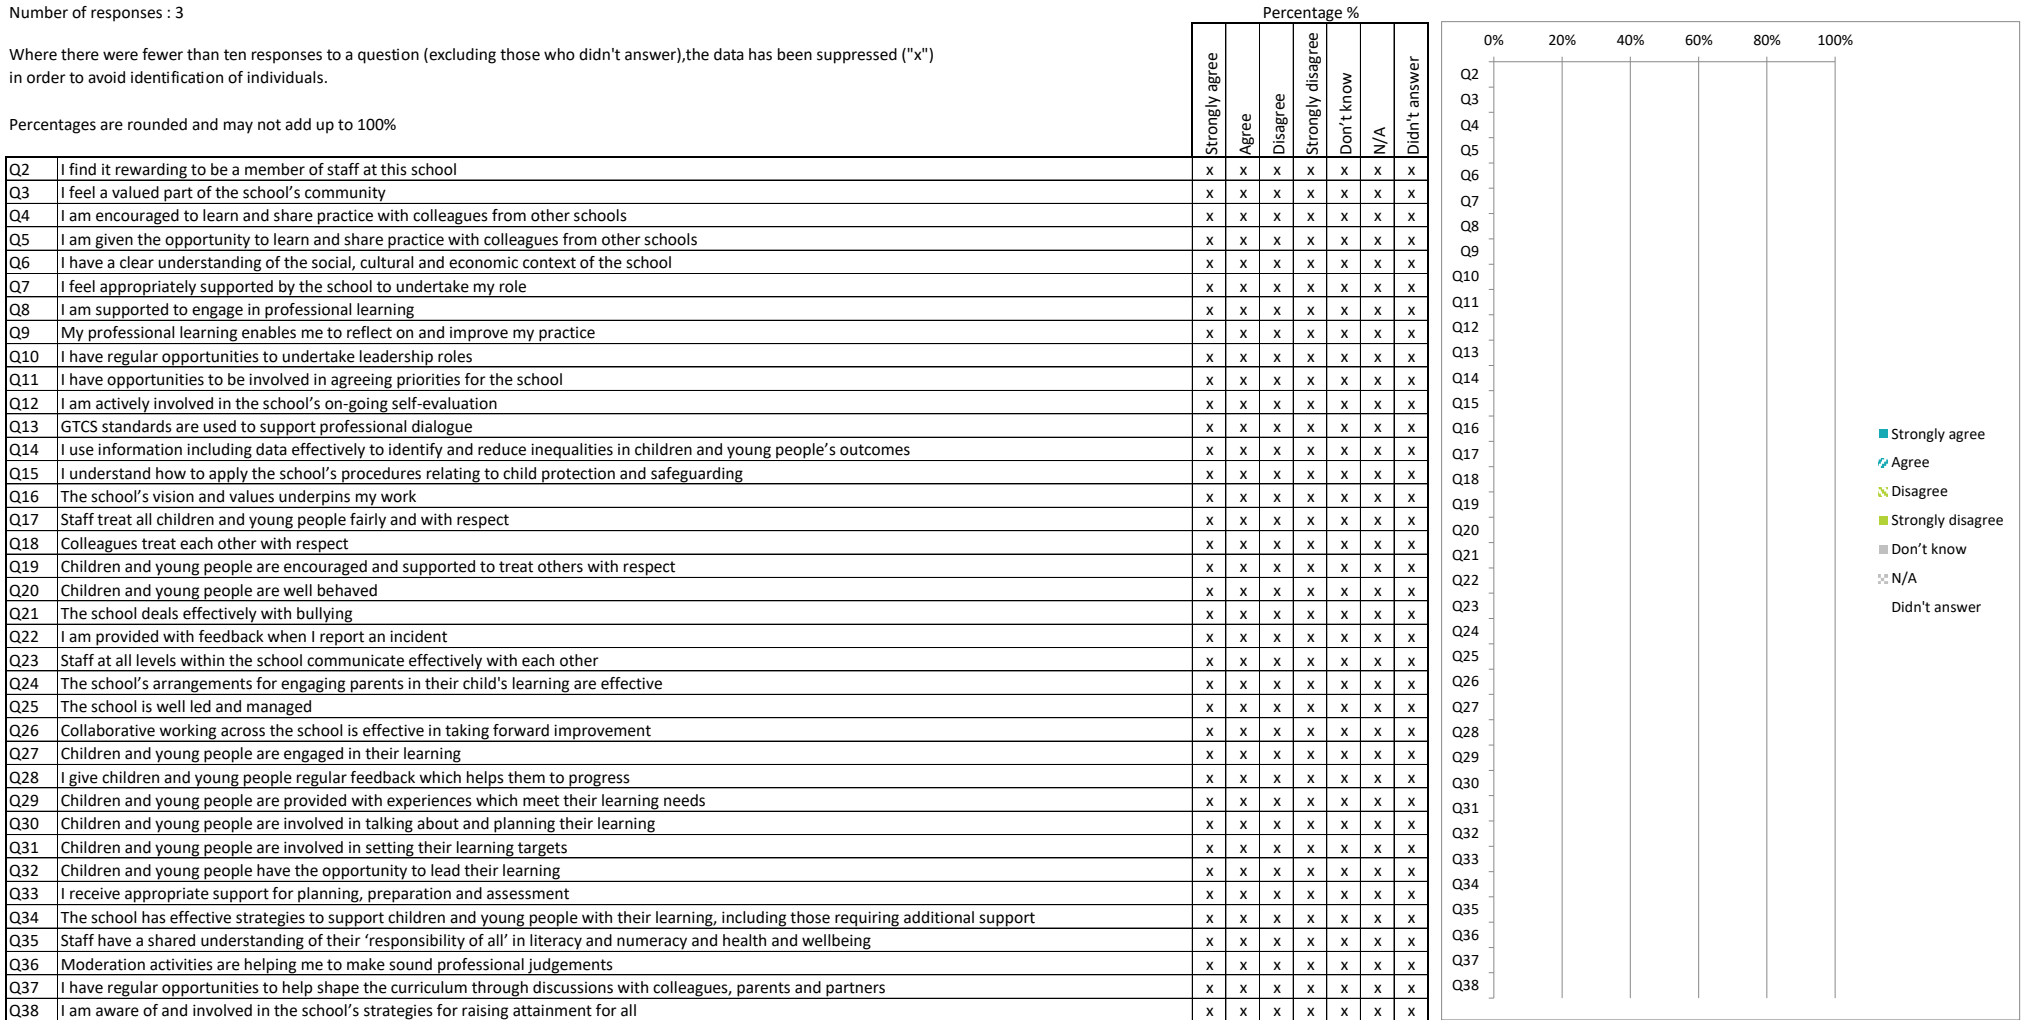 Number of responses : 3
Percentage %
Where there were fewer than ten responses to a question (excluding those who didn't answer),the data has been suppressed ("x")
in order to avoid identification of individuals.
Percentages are rounded and may not add up to 100%
Strongly agree
Agree
Disagree
Strongly disagree
Don't know
N/A
Didn't answer
Q2 I find it rewarding to be a member of staff at this school x x x x x x x
Q3 I feel a valued part of the school's community x x x x x x x
Q4 I am encouraged to learn and share practice with colleagues from other schools x x x x x x x
Q5 I am given the opportunity to learn and share practice with colleagues from other schools x x x x x x x
Q6 I have a clear understanding of the social, cultural and economic context of the school x x x x x x x
Q7 I feel appropriately supported by the school to undertake my role x x x x x x x
Q8 I am supported to engage in professional learning x x x x x x x
Q9 My professional learning enables me to reflect on and improve my practice x x x x x x x
Q10 I have regular opportunities to undertake leadership roles x x x x x x x
Q11 I have opportunities to be involved in agreeing priorities for the school x x x x x x x
Q12 I am actively involved in the school's on-going self-evaluation x x x x x x x
Q13 GTCS standards are used to support professional dialogue x x x x x x x
Q14 I use information including data effectively to identify and reduce inequalities in children and young people's outcomes x x x x x x x
Q15 I understand how to apply the school's procedures relating to child protection and safeguarding x x x x x x x
Q16 The school's vision and values underpins my work x x x x x x x
Q17 Staff treat all children and young people fairly and with respect x x x x x x x
Q18 Colleagues treat each other with respect x x x x x x x
Q19 Children and young people are encouraged and supported to treat others with respect x x x x x x x
Q20 Children and young people are well behaved x x x x x x x
Q21 The school deals effectively with bullying x x x x x x x
Q22 I am provided with feedback when I report an incident x x x x x x x
Q23 Staff at all levels within the school communicate effectively with each other x x x x x x x
Q24 The school's arrangements for engaging parents in their child's learning are effective x x x x x x x
Q25 The school is well led and managed x x x x x x x
Q26 Collaborative working across the school is effective in taking forward improvement x x x x x x x
Q27 Children and young people are engaged in their learning x x x x x x x
Q28 I give children and young people regular feedback which helps them to progress x x x x x x x
Q29 Children and young people are provided with experiences which meet their learning needs x x x x x x x
Q30 Children and young people are involved in talking about and planning their learning x x x x x x x
Q31 Children and young people are involved in setting their learning targets x x x x x x x
Q32 Children and young people have the opportunity to lead their learning x x x x x x x
Q33 I receive appropriate support for planning, preparation and assessment x x x x x x x
Q34 The school has effective strategies to support children and young people with their learning, including those requiring additional support x x x x x x x
Q35 Staff have a shared understanding of their 'responsibility of all' in literacy and numeracy and health and wellbeing x x x x x x x
Q36 Moderation activities are helping me to make sound professional judgements x x x x x x x
Q37 I have regular opportunities to help shape the curriculum through discussions with colleagues, parents and partners x x x x x x x
Q38 I am aware of and involved in the school's strategies for raising attainment for all x x x x x x x
0% 20% 40% 60% 80% 100%
Q2
Q3
Q4
Q5
Q6
Q7
Q8
Q9
Q10
Q11
Q12
Q13
Q14
Q15
Q16
Q17
Q18
Q19
Q20
Q21
Q22
Q23
Q24
Q25
Q26
Q27
Q28
Q29
Q30
Q31
Q32
Q33
Q34
Q35
Q36
Q37
Q38
Strongly agree
Agree
Disagree
Strongly disagree
Don't know
N/A
Didn't answer